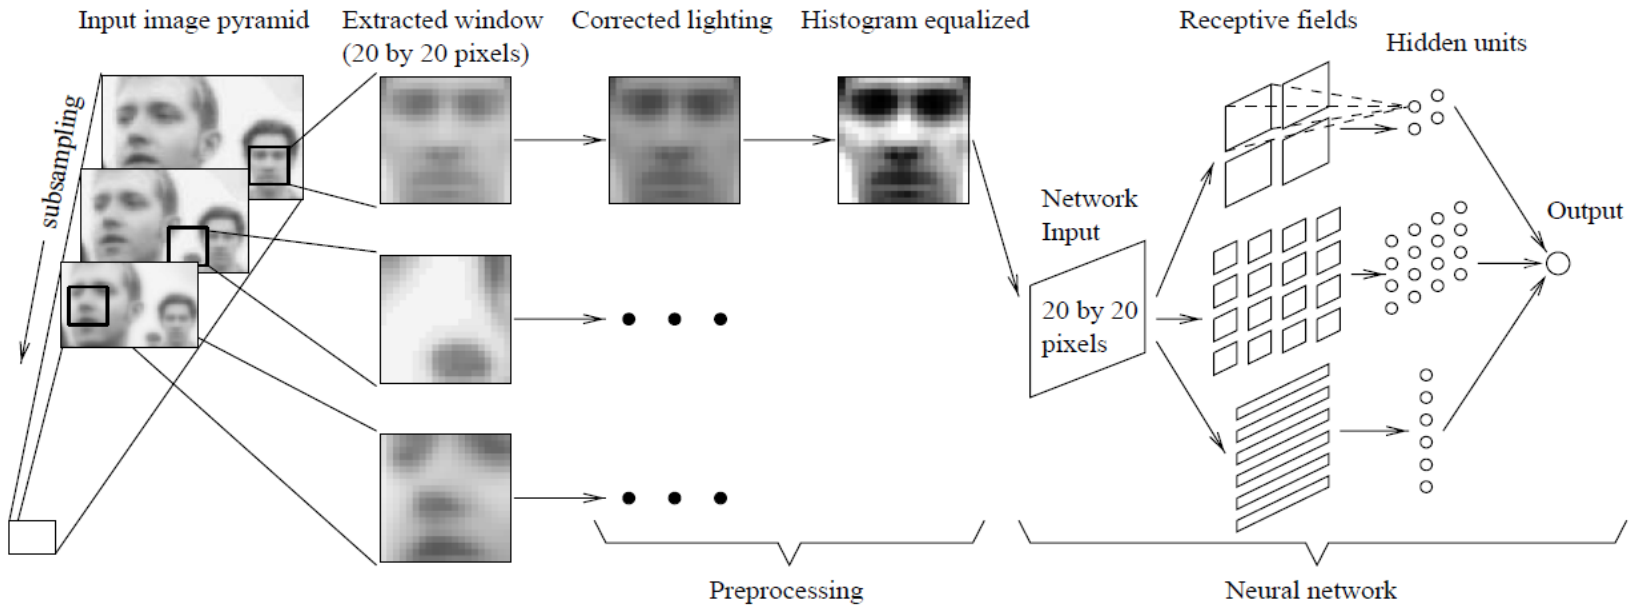 Input image pyramid
Extracted window
(20 by 20 pixels)
Corrected lighting
Histogram equalized
Receptive fields
Hidden units
subsampling
Network
Input
20 by 20
pixels
Output
Preprocessing
Neural network